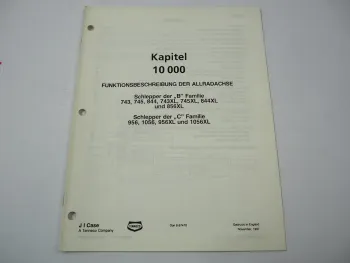 Kapitel
10 000
FUNKTIONSBESCHREIBUNG DER ALLRADACHSE
Schlepper der „B" Familie
743, 745, 844, 743XL, 745XL, 844XL
und 856XL
Schlepper der „C" Familie
956, 1056, 956XL und 1056XL
J I Case
A Tenneco Company